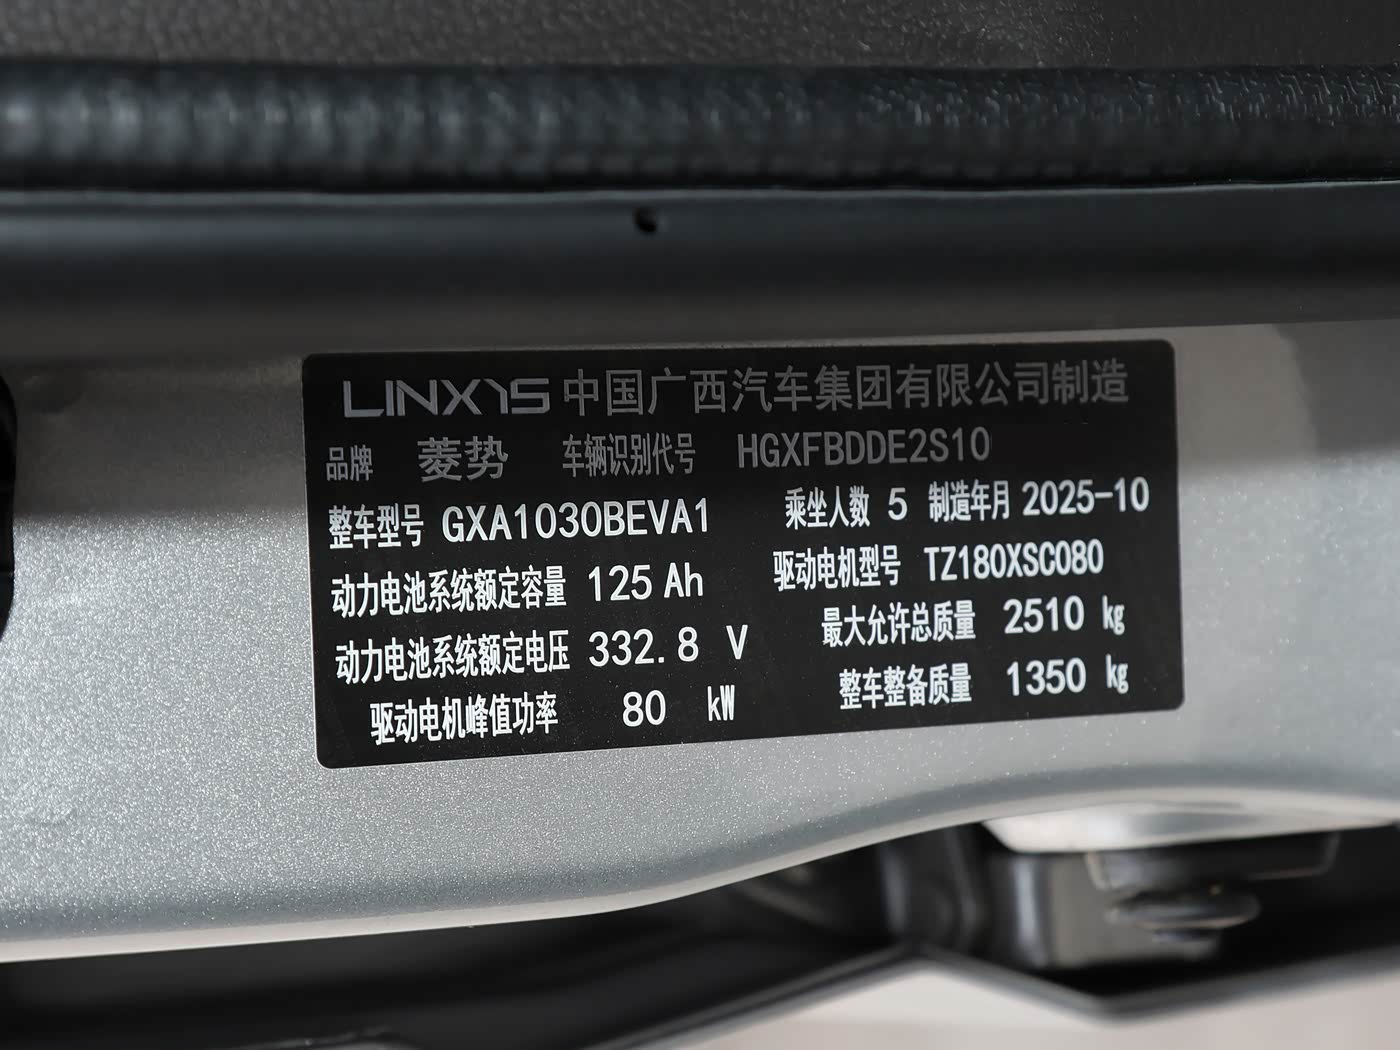 LINXYS 中国广西汽车集团有限公司制造
品牌 菱势 车辆识别代号 HGXFBDDE2S10
整车型号 GXA1030BEVA1 乘坐人数 5 制造年月 2025-10
动力电池系统额定容量 125 Ah 驱动电机型号 TZ180XSC080
动力电池系统额定电压 332.8 V 最大允许总质量 2510 kg
驱动电机峰值功率 80 kW 整车整备质量 1350 kg